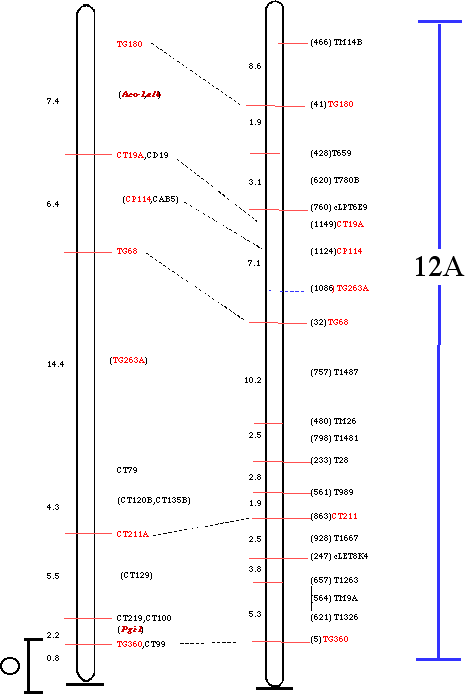 TG180
(466) TM14B
8.6
7.4
(Aco-1,alb)
(41) TG180
1.9
CT19A,CD19
(428)T659
3.1
(620) T780B
6.4
(CP114,CAB5)
(760) cLPT6E9
(1149)CT19A
TG68
(1124)CP114
7.1
12A
(1086)TG263A
(32)TG68
14.4
(TG263A)
(757) T1487
10.2
(480) TM26
2.5
(798) T1481
CT79
(233) T28
2.8
(CT120B,CT135B)
(561) T989
4.3
1.9
(863)CT211
CT211A
2.5
(928) T1667
(247) cLET8K4
5.5
(CT129)
3.8
(657) T1263
(564) TM9A
5.3
CT219,CT100
(621) T1326
(Pgi-1)
2.2
TG360,CT99
(5) TG360
0.8